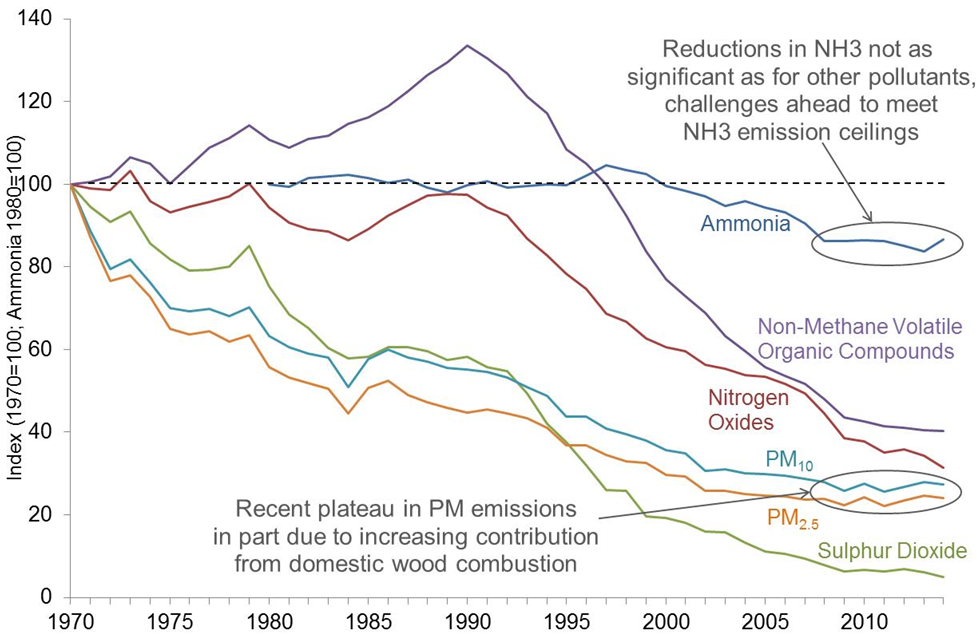 140
120
100
80
60
40
20
0
Index (1970=100; Ammonia 1980=100)
1970
1975
1980
1985
1990
1995
2000
2005
2010
Reductions in NH3 not as
significant as for other pollutants,
challenges ahead to meet
NH3 emission ceilings
Ammonia
Non-Methane Volatile
Organic Compounds
Nitrogen
Oxides
PM₁₀
PM₂.₅
Sulphur Dioxide
Recent plateau in PM emissions
in part due to increasing contribution
from domestic wood combustion